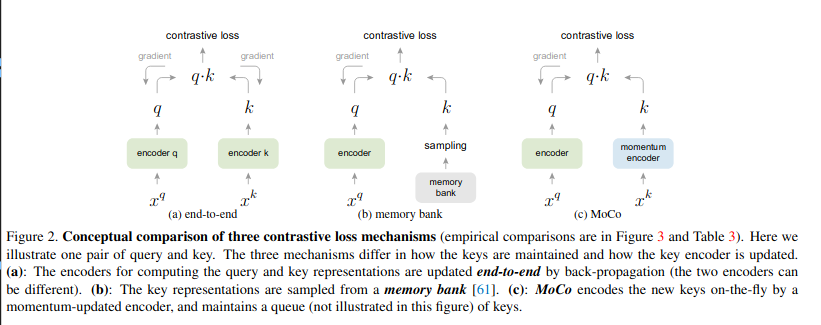 contrastive loss contrastive loss contrastive loss
gradient gradient gradient gradient
q·k q·k q·k
q k q k q k
encoder q encoder k encoder sampling encoder momentum encoder
memory bank
x^q x^k x^q x^q x^k
(a) end-to-end (b) memory bank (c) MoCo
Figure 2. Conceptual comparison of three contrastive loss mechanisms (empirical comparisons are in Figure 3 and Table 3). Here we
illustrate one pair of query and key. The three mechanisms differ in how the keys are maintained and how the key encoder is updated.
(a): The encoders for computing the query and key representations are updated end-to-end by back-propagation (the two encoders can
be different). (b): The key representations are sampled from a memory bank [61]. (c): MoCo encodes the new keys on-the-fly by a
momentum-updated encoder, and maintains a queue (not illustrated in this figure) of keys.